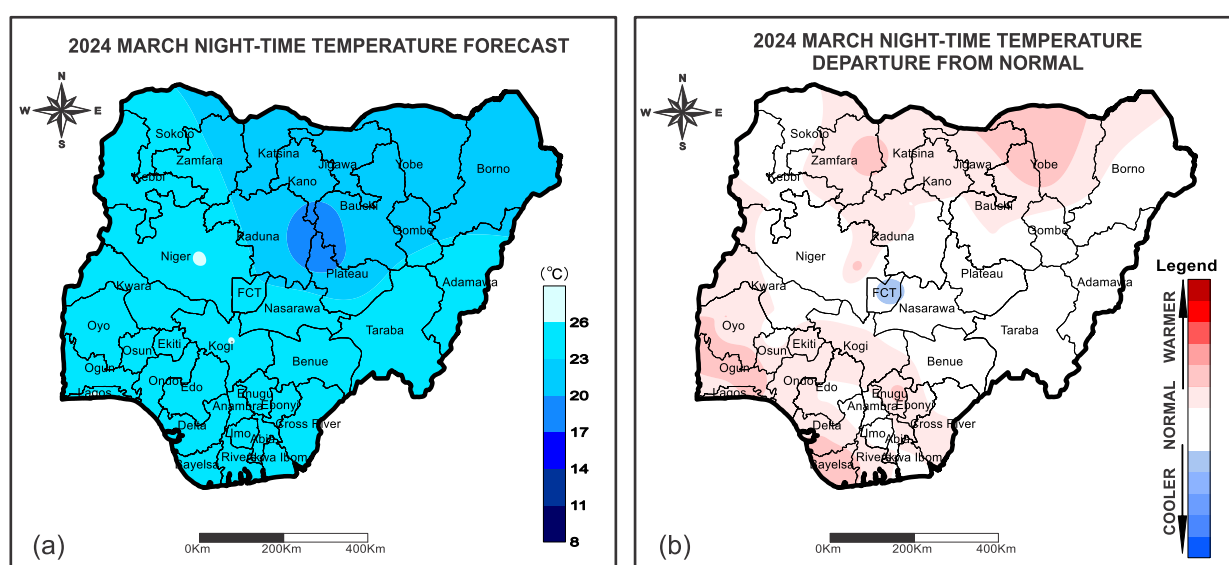 2024 MARCH NIGHT-TIME TEMPERATURE FORECAST
N
W E
S
Sokoto
Zamfara
Katsina
Jigawa
Yobe
Borno
Kebbi
Kano
Bauchi
Gombe
Kaduna
Niger
Plateau
Adamawa
Kwara
FCT
Nasarawa
Taraba
Oyo
Osun
Ekiti
Kogi
Benue
Ogun
Ondo
Edo
Enugu
Lagos
Anambra
Ebonyi
Delta
Imo
Abia
Cross River
Bayelsa
Rivers
Akwa Ibom
(°C)
26
23
20
17
14
11
8
(a)
0Km 200Km 400Km
2024 MARCH NIGHT-TIME TEMPERATURE
DEPARTURE FROM NORMAL
N
W E
S
Sokoto
Zamfara
Katsina
Jigawa
Yobe
Borno
Kebbi
Kano
Bauchi
Gombe
Kaduna
Niger
Plateau
Adamawa
Kwara
FCT
Nasarawa
Taraba
Oyo
Osun
Ekiti
Kogi
Benue
Ogun
Ondo
Edo
Enugu
Lagos
Anambra
Ebonyi
Delta
Imo
Abia
Cross River
Bayelsa
Rivers
Akwa Ibom
Legend
WARMER
NORMAL
COOLER
(b)
0Km 200Km 400Km